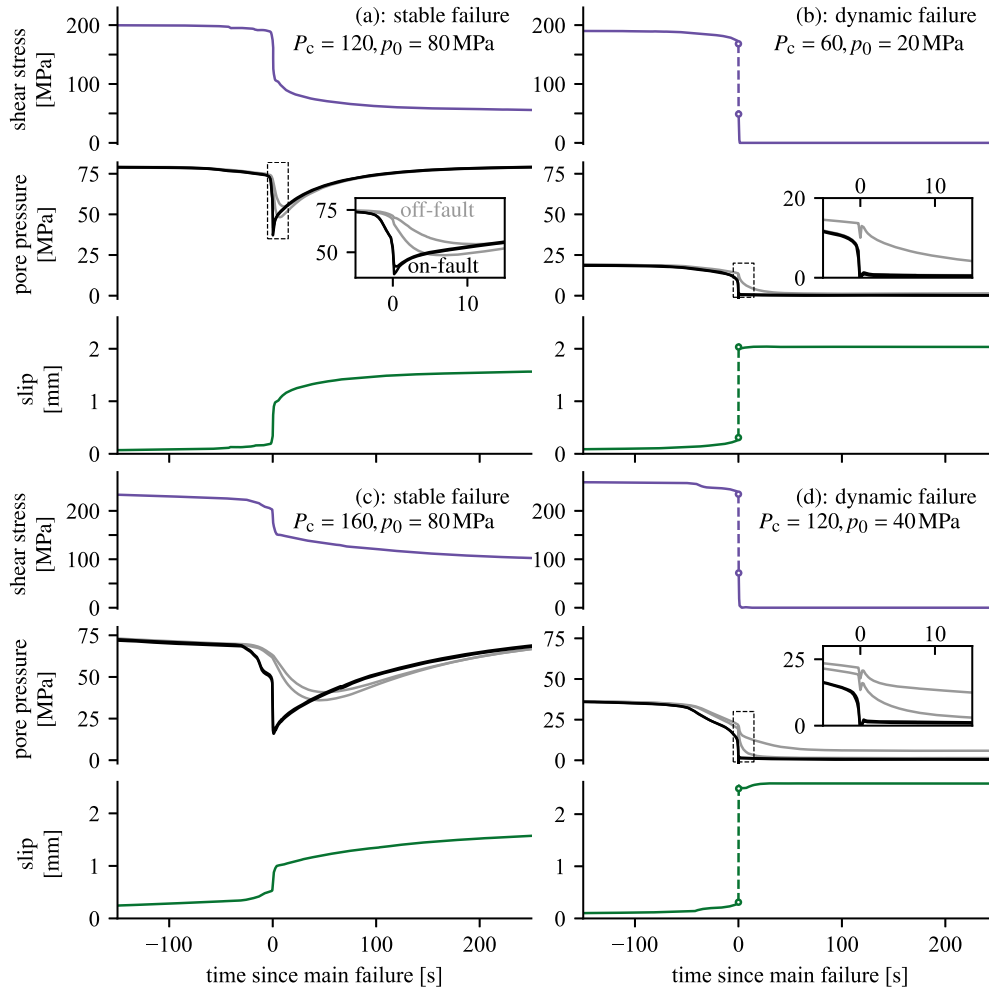 (a): stable failure
P_c = 120, p_0 = 80 MPa
shear stress
[MPa]
200
100
0
pore pressure
[MPa]
75
50
25
0
off-fault
on-fault
75
50
0
10
slip
[mm]
2
1
0
(b): dynamic failure
P_c = 60, p_0 = 20 MPa
200
100
0
75
50
25
0
0
10
20
0
2
1
0
(c): stable failure
P_c = 160, p_0 = 80 MPa
shear stress
[MPa]
200
100
0
pore pressure
[MPa]
75
50
25
0
slip
[mm]
2
1
0
−100
0
100
200
time since main failure [s]
(d): dynamic failure
P_c = 120, p_0 = 40 MPa
200
100
0
75
50
25
0
0
10
25
0
2
1
0
−100
0
100
200
time since main failure [s]